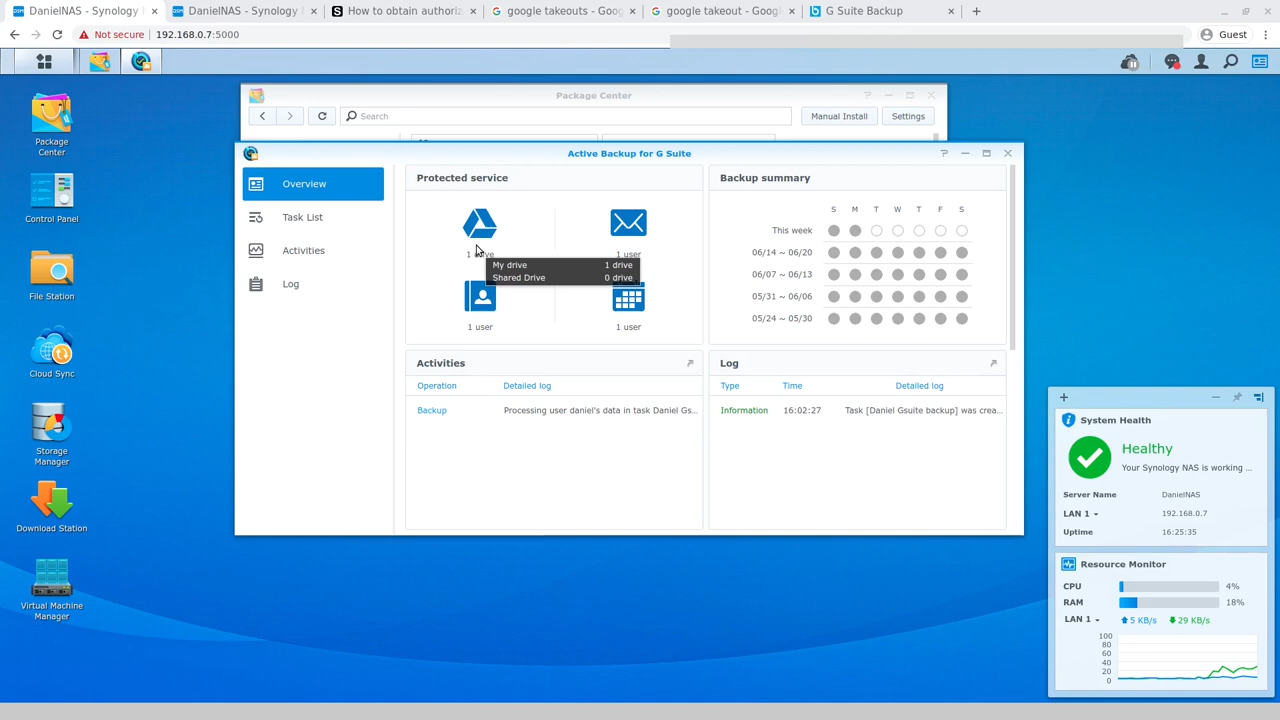 DanielNAS - Synology N
DanielNAS - Synology N
How to obtain authoriz
google takeouts - Goog
google takeout - Googl
G Suite Backup
Not secure
192.168.0.7:5000
Guest
Package Center
Search
Manual Install
Settings
Package
Center
Control Panel
File Station
Cloud Sync
Storage
Manager
Download Station
Virtual Machine
Manager
Active Backup for G Suite
Overview
Task List
Activities
Log
Protected service
1 drive
1 user
My drive 1 drive
Shared Drive 0 drive
1 user
1 user
Backup summary
S M T W T F S
This week
06/14 ~ 06/20
06/07 ~ 06/13
05/31 ~ 06/06
05/24 ~ 05/30
Activities
Operation Detailed log
Backup Processing user daniel's data in task Daniel Gs...
Log
Type Time Detailed log
Information 16:02:27 Task [Daniel Gsuite backup] was crea...
System Health
Healthy
Your Synology NAS is working ...
Server Name DanielNAS
LAN 1 192.168.0.7
Uptime 16:25:35
Resource Monitor
CPU 4%
RAM 18%
LAN 1 5 KB/s 29 KB/s
100
80
60
40
20
0